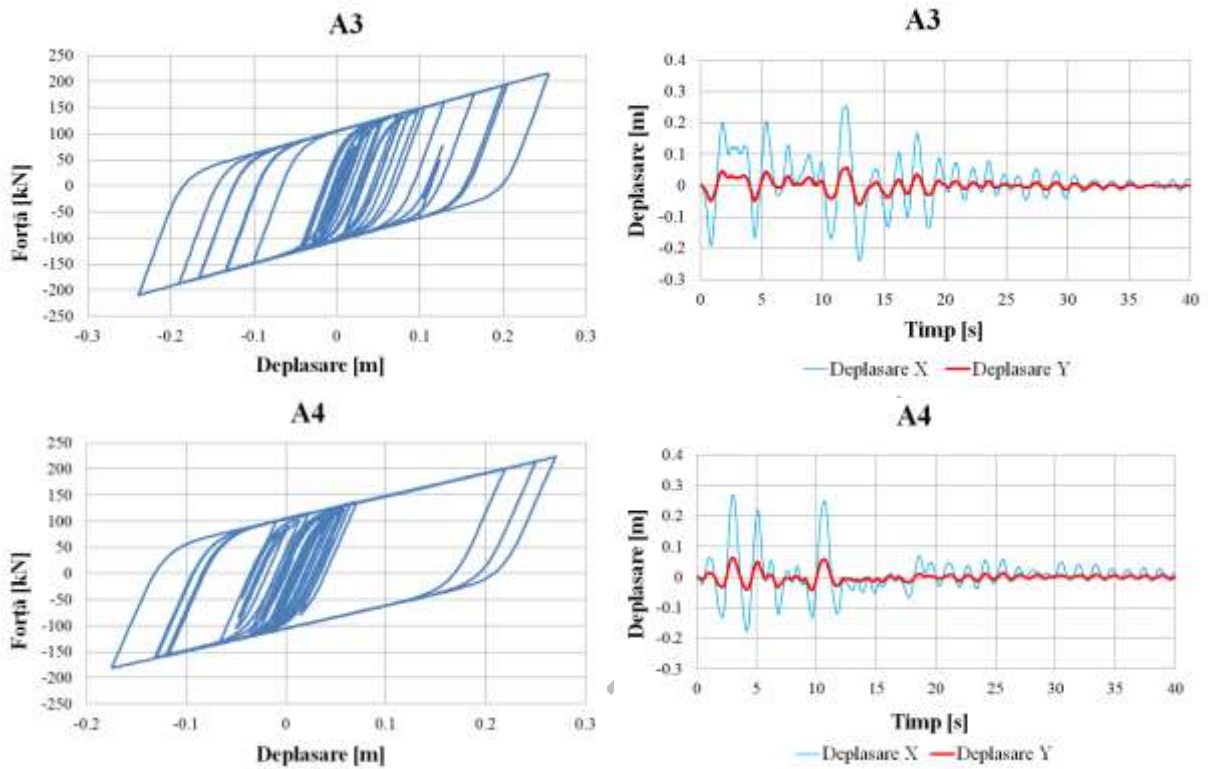 A3
250
200
150
100
50
0
-50
-100
-150
-200
-250
Forță [kN]
-0.3 -0.2 -0.1 0 0.1 0.2 0.3
Deplasare [m]
A3
0.4
0.3
0.2
0.1
0
-0.1
-0.2
-0.3
Deplasare [m]
0 5 10 15 20 25 30 35 40
Timp [s]
Deplasare X Deplasare Y
A4
250
200
150
100
50
0
-50
-100
-150
-200
-250
Forță [kN]
-0.2 -0.1 0 0.1 0.2 0.3
Deplasare [m]
A4
0.4
0.3
0.2
0.1
0
-0.1
-0.2
-0.3
Deplasare [m]
0 5 10 15 20 25 30 35 40
Timp [s]
Deplasare X Deplasare Y